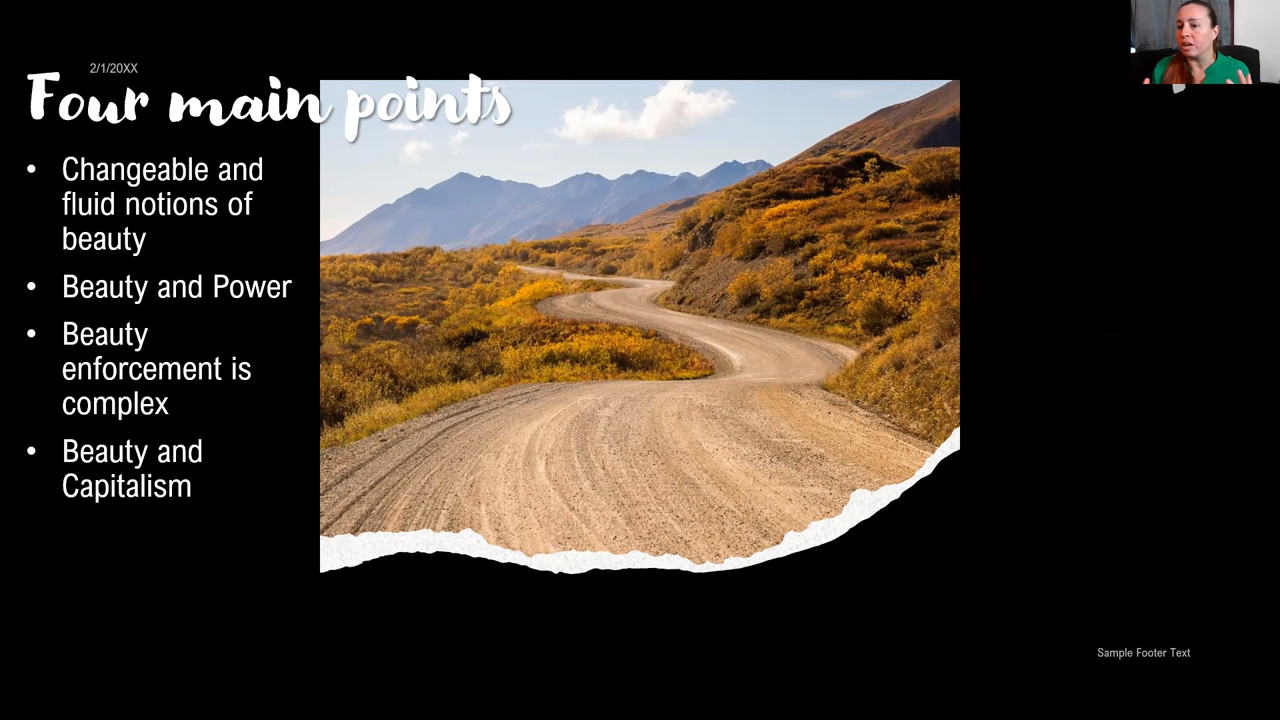 2/1/20XX
Four main points
• Changeable and
fluid notions of
beauty
• Beauty and Power
• Beauty
enforcement is
complex
• Beauty and
Capitalism
Sample Footer Text